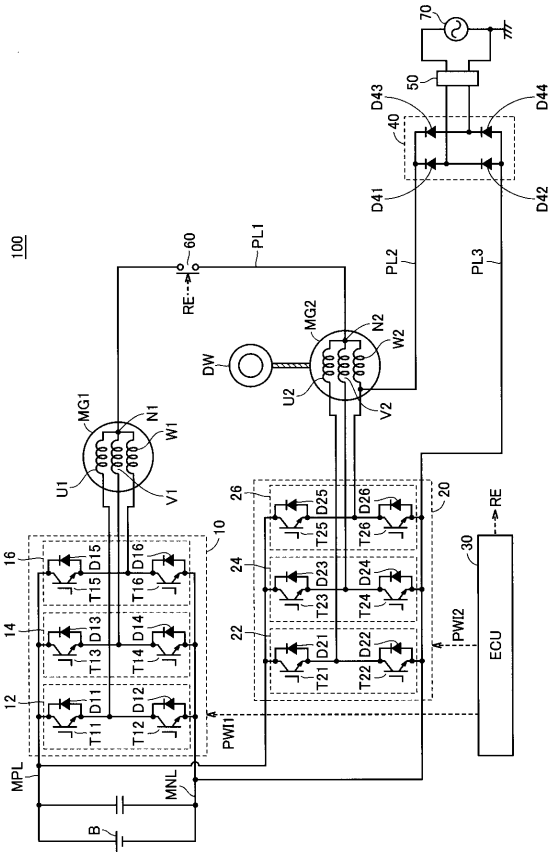 100
70
50
D43
D44
40
D41
D42
PL2
PL3
60
PL1
RE
DW
MG2
N2
W2
U2
V2
MG1
N1
U1
W1
V1
10
16
D15
T15
D16
T16
14
D13
T13
D14
T14
12
D11
T11
D12
T12
PWI1
MPL
MNL
B
20
26
D25
T25
D26
T26
24
D23
T23
D24
T24
22
D21
T21
D22
T22
PWI2
30
ECU
RE